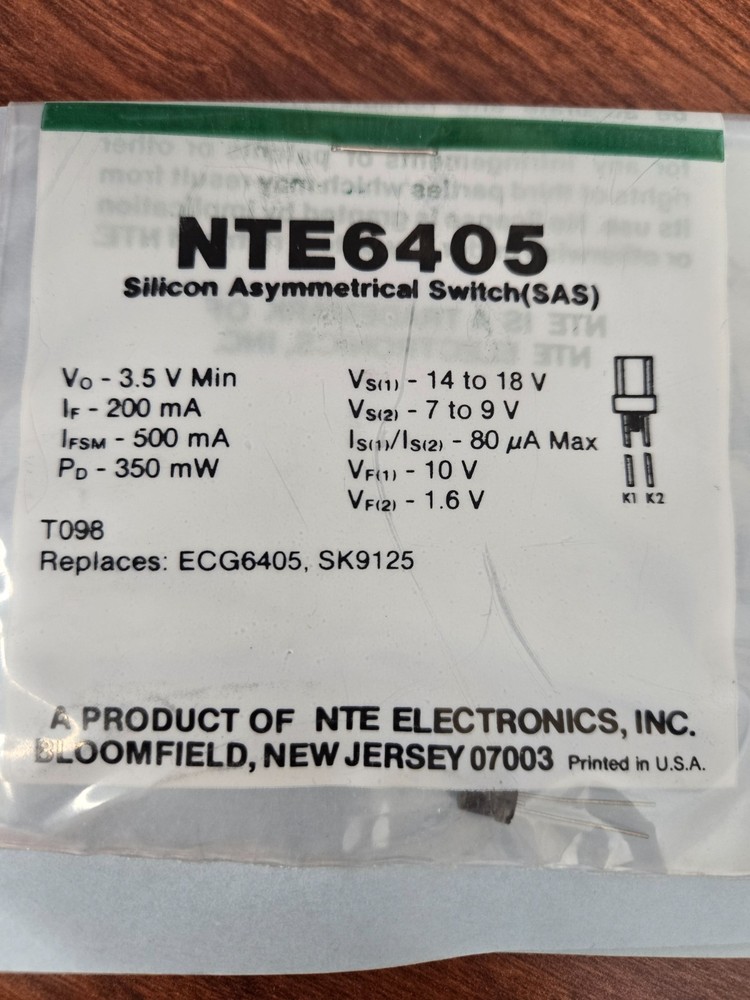 NTE6405
Silicon Asymmetrical Switch(SAS)
VO - 3.5 V Min
IF - 200 mA
IFSM - 500 mA
PD - 350 mW
VS(1) - 14 to 18 V
VS(2) - 7 to 9 V
IS(1)/IS(2) - 80 µA Max
VF(1) - 10 V
VF(2) - 1.6 V
K1 K2
T098
Replaces: ECG6405, SK9125
A PRODUCT OF NTE ELECTRONICS, INC.
BLOOMFIELD, NEW JERSEY 07003 Printed in U.S.A.